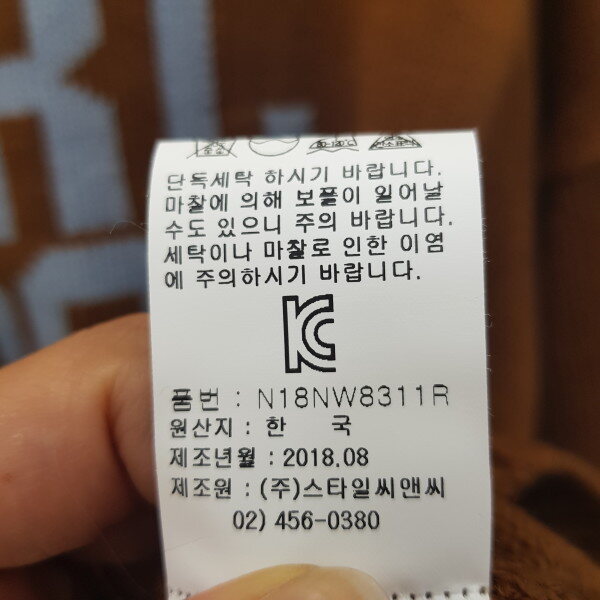 단독세탁 하시기 바랍니다.
마찰에 의해 보풀이 일어날
수도 있으니 주의 바랍니다.
세탁이나 마찰로 인한 이염
에 주의하시기 바랍니다.
품번 : N18NW8311R
원산지 : 한 국
제조년월 : 2018.08
제조원 : (주)스타일씨앤씨
02) 456-0380